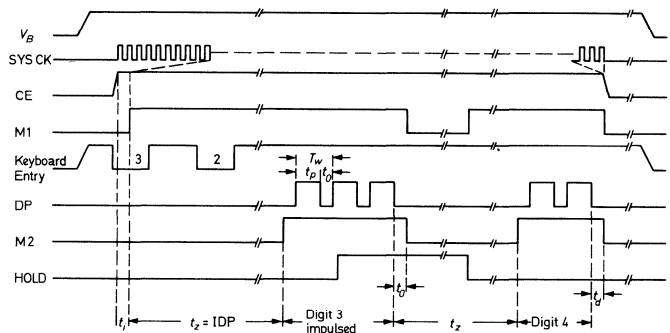 V_B
SYS CK
CE
M1
Keyboard Entry
3
2
T_w
t_p
t_0
DP
M2
HOLD
t_0
t_d
t_i
t_z = IDP
Digit 3 impulsed
t_z
Digit 4